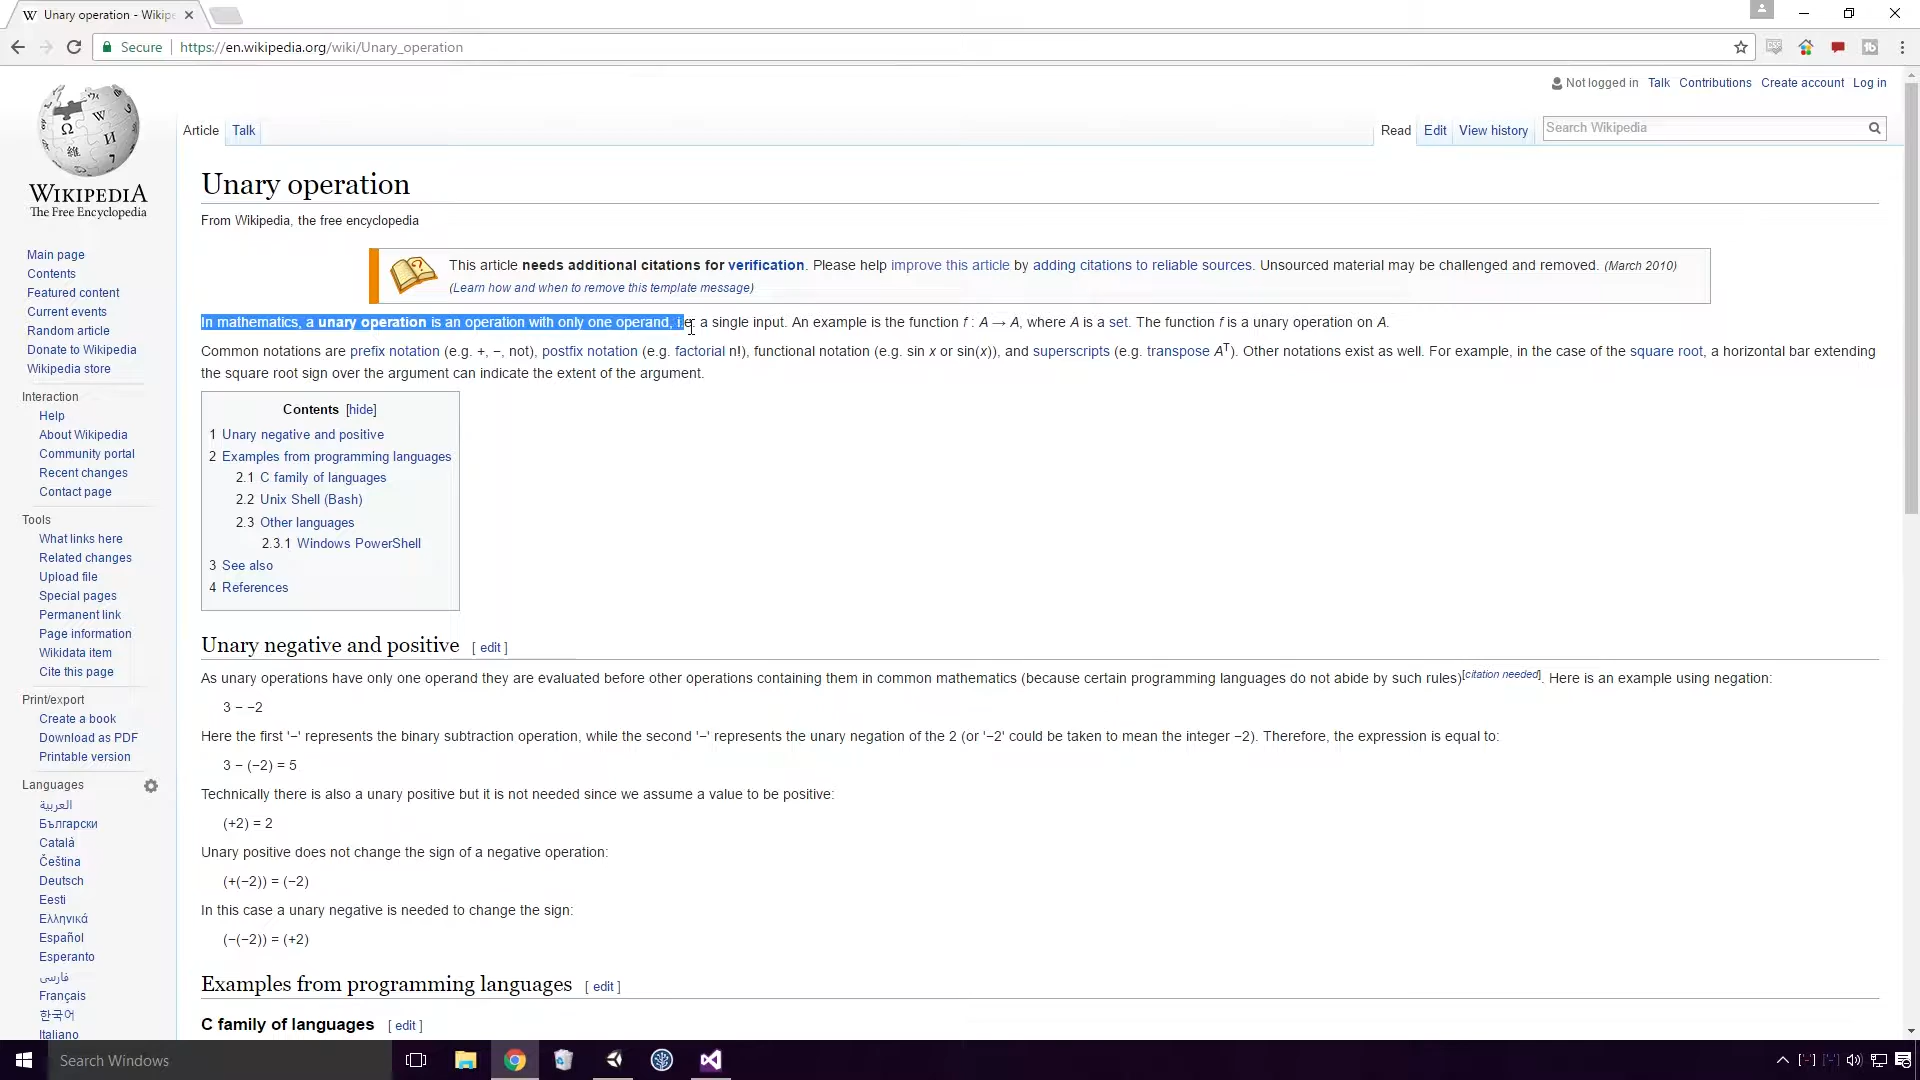 Unary operation - Wikip
Secure
https://en.wikipedia.org/wiki/Unary_operation
Not logged in Talk Contributions Create account Log in
Article Talk
Read Edit View history
Search Wikipedia
WIKIPEDIA
The Free Encyclopedia
Main page
Contents
Featured content
Current events
Random article
Donate to Wikipedia
Wikipedia store
Interaction
Help
About Wikipedia
Community portal
Recent changes
Contact page
Tools
What links here
Related changes
Upload file
Special pages
Permanent link
Page information
Wikidata item
Cite this page
Print/export
Create a book
Download as PDF
Printable version
Languages
العربية
Български
Català
Čeština
Deutsch
Eesti
Ελληνικά
Español
Esperanto
فارسی
Français
한국어
Italiano
Unary operation
From Wikipedia, the free encyclopedia
This article needs additional citations for verification. Please help improve this article by adding citations to reliable sources. Unsourced material may be challenged and removed. (March 2010)
(Learn how and when to remove this template message)
In mathematics, a unary operation is an operation with only one operand, i.e. a single input. An example is the function f : A → A, where A is a set. The function f is a unary operation on A.
Common notations are prefix notation (e.g. +, −, not), postfix notation (e.g. factorial n!), functional notation (e.g. sin x or sin(x)), and superscripts (e.g. transpose Aᵀ). Other notations exist as well. For example, in the case of the square root, a horizontal bar extending
the square root sign over the argument can indicate the extent of the argument.
Contents [hide]
1 Unary negative and positive
2 Examples from programming languages
2.1 C family of languages
2.2 Unix Shell (Bash)
2.3 Other languages
2.3.1 Windows PowerShell
3 See also
4 References
Unary negative and positive [ edit ]
As unary operations have only one operand they are evaluated before other operations containing them in common mathematics (because certain programming languages do not abide by such rules)[citation needed]. Here is an example using negation:
3 − −2
Here the first '−' represents the binary subtraction operation, while the second '−' represents the unary negation of the 2 (or '−2' could be taken to mean the integer −2). Therefore, the expression is equal to:
3 − (−2) = 5
Technically there is also a unary positive but it is not needed since we assume a value to be positive:
(+2) = 2
Unary positive does not change the sign of a negative operation:
(+(−2)) = (−2)
In this case a unary negative is needed to change the sign:
(−(−2)) = (+2)
Examples from programming languages [ edit ]
C family of languages [ edit ]
Search Windows